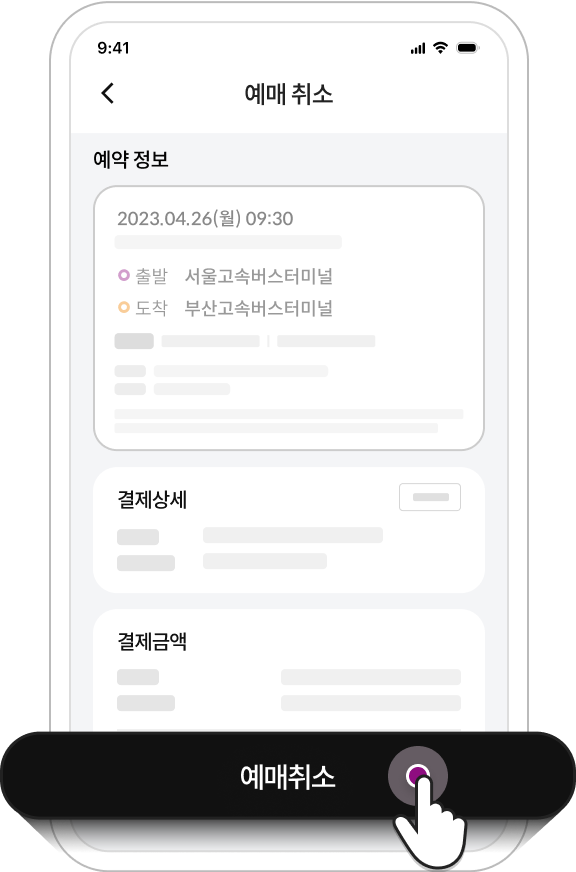 9:41
예매 취소
예약 정보
2023.04.26(월) 09:30
출발 서울고속버스터미널
도착 부산고속버스터미널
결제상세
결제금액
예매취소